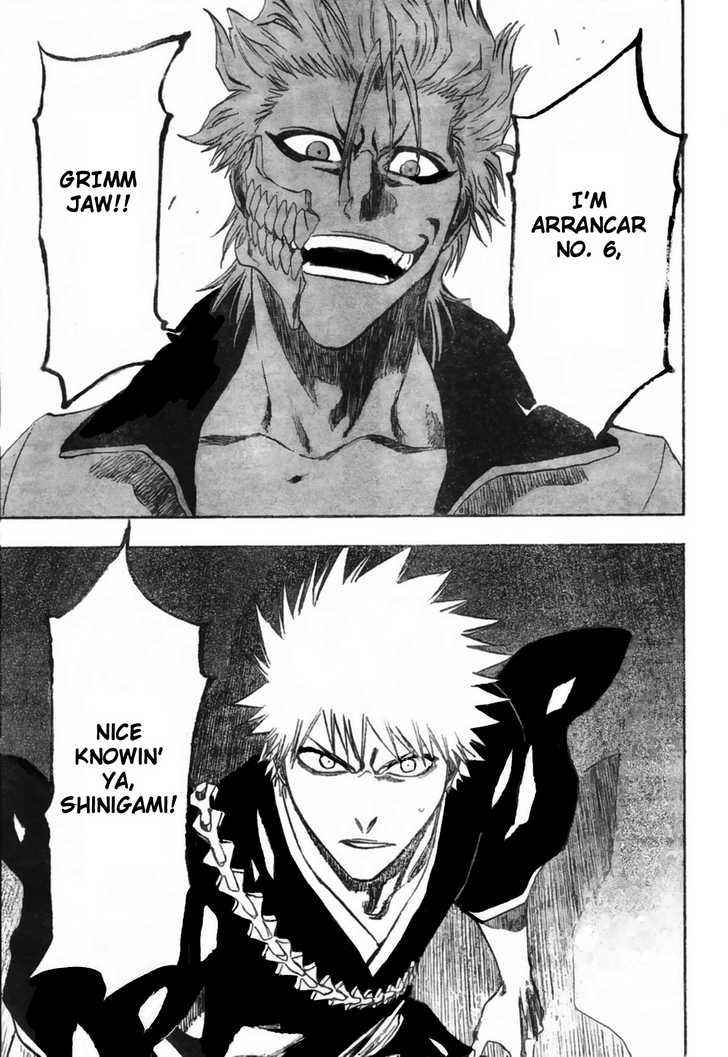 I'M
ARRANCAR
NO. 6,
GRIMM
JAW!!
NICE
KNOWIN'
YA,
SHINIGAMI!